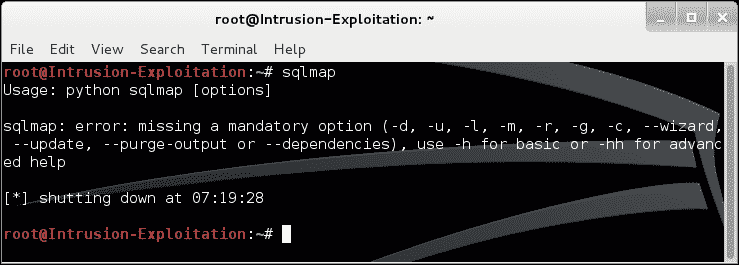 root@Intrusion-Exploitation: ~
File Edit View Search Terminal Help
root@Intrusion-Exploitation:~# sqlmap
Usage: python sqlmap [options]
sqlmap: error: missing a mandatory option (-d, -u, -l, -m, -r, -g, -c, --wizard,
--update, --purge-output or --dependencies), use -h for basic or -hh for advanc
ed help
[*] shutting down at 07:19:28
root@Intrusion-Exploitation:~#